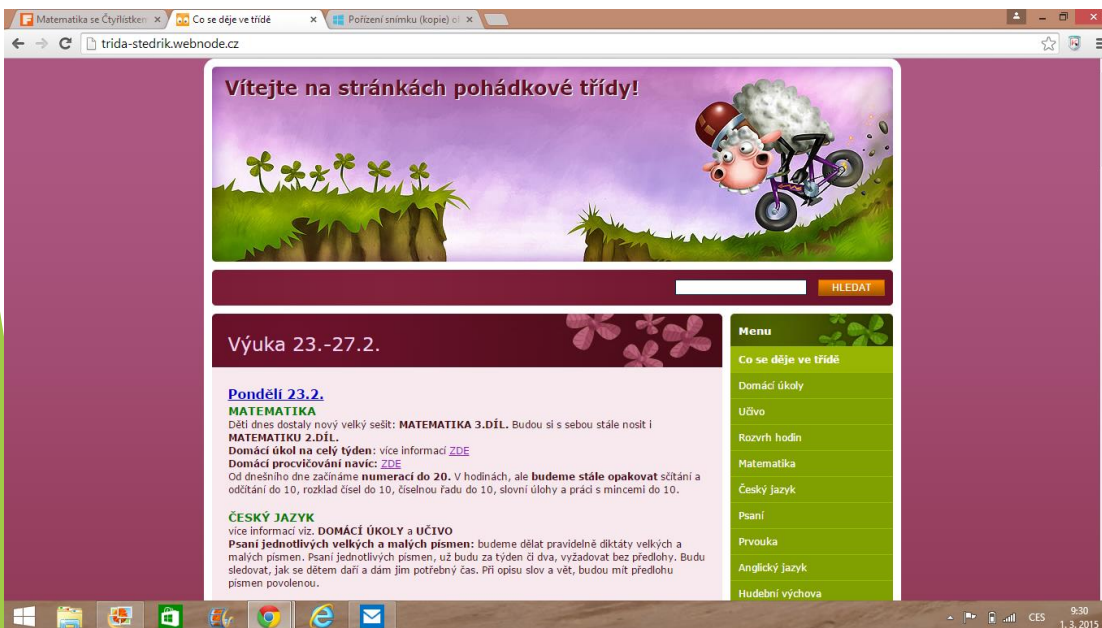 Matematika se Čtyřlístken
Co se děje ve třídě
Pořízení snímku (kopie) ol
trida-stedrik.webnode.cz
Vítejte na stránkách pohádkové třídy!
HLEDAT
Výuka 23.-27.2.
Pondělí 23.2.
MATEMATIKA
Děti dnes dostaly nový velký sešit: MATEMATIKA 3.DÍL. Budou si s sebou stále nosit i
MATEMATIKU 2.DÍL.
Domácí úkol na celý týden: více informací ZDE
Domácí procvičování navíc: ZDE
Od dnešního dne začínáme numerací do 20. V hodinách, ale budeme stále opakovat sčítání a
odčítání do 10, rozklad čísel do 10, číselnou řadu do 10, slovní úlohy a práci s mincemi do 10.
ČESKÝ JAZYK
více informací viz. DOMÁCÍ ÚKOLY a UČIVO
Psaní jednotlivých velkých a malých písmen: budeme dělat pravidelně diktáty velkých a
malých písmen. Psaní jednotlivých písmen, už budu za týden či dva, vyžadovat bez předlohy. Budu
sledovat, jak se dětem daří a dám jim potřebný čas. Při opisu slov a vět, budou mít předlohu
písmen povolenou.
Menu
Co se děje ve třídě
Domácí úkoly
Učivo
Rozvrh hodin
Matematika
Český jazyk
Psaní
Prvouka
Anglický jazyk
Hudební výchova
CES
9:30
1. 3. 2015